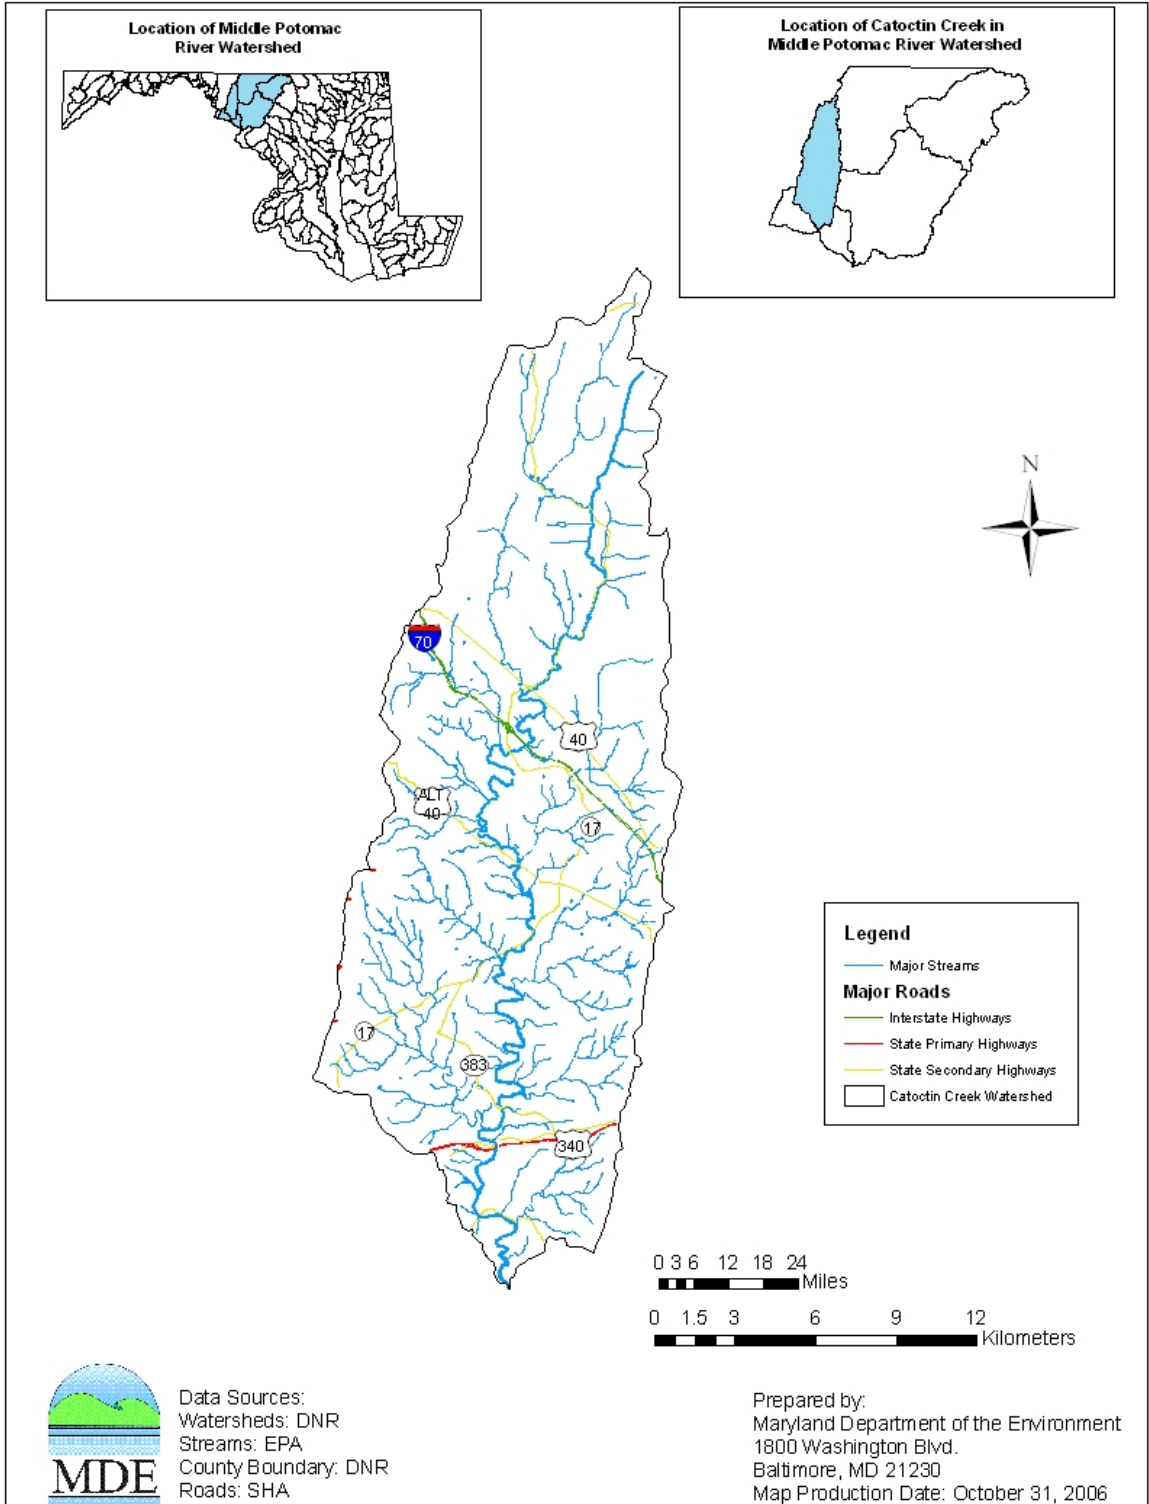 Location of Middle Potomac
River Watershed
Location of Catoctin Creek in
Middle Potomac River Watershed
N
70
40
ALT
40
17
Legend
Major Streams
Major Roads
Interstate Highways
State Primary Highways
State Secondary Highways
Catoctin Creek Watershed
17
383
340
0 3 6 12 18 24
Miles
0 1.5 3 6 9 12
Kilometers
MDE
Data Sources:
Watersheds: DNR
Streams: EPA
County Boundary: DNR
Roads: SHA
Prepared by:
Maryland Department of the Environment
1800 Washington Blvd.
Baltimore, MD 21230
Map Production Date: October 31, 2006